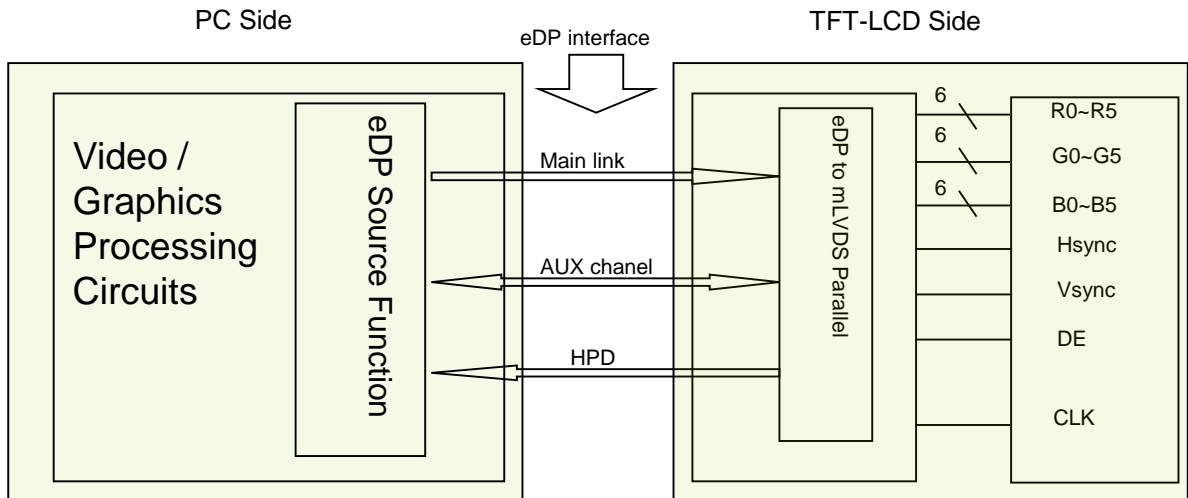 PC Side
eDP interface
TFT-LCD Side
Video /
Graphics
Processing
Circuits
eDP Source Function
Main link
AUX chanel
HPD
eDP to mLVDS Parallel
6
R0~R5
6
G0~G5
6
B0~B5
Hsync
Vsync
DE
CLK